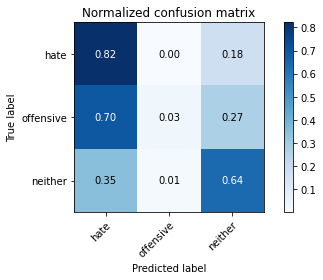 Normalized confusion matrix
True label
hate 0.82 0.00 0.18
offensive 0.70 0.03 0.27
neither 0.35 0.01 0.64
hate offensive neither
Predicted label
0.8
0.7
0.6
0.5
0.4
0.3
0.2
0.1